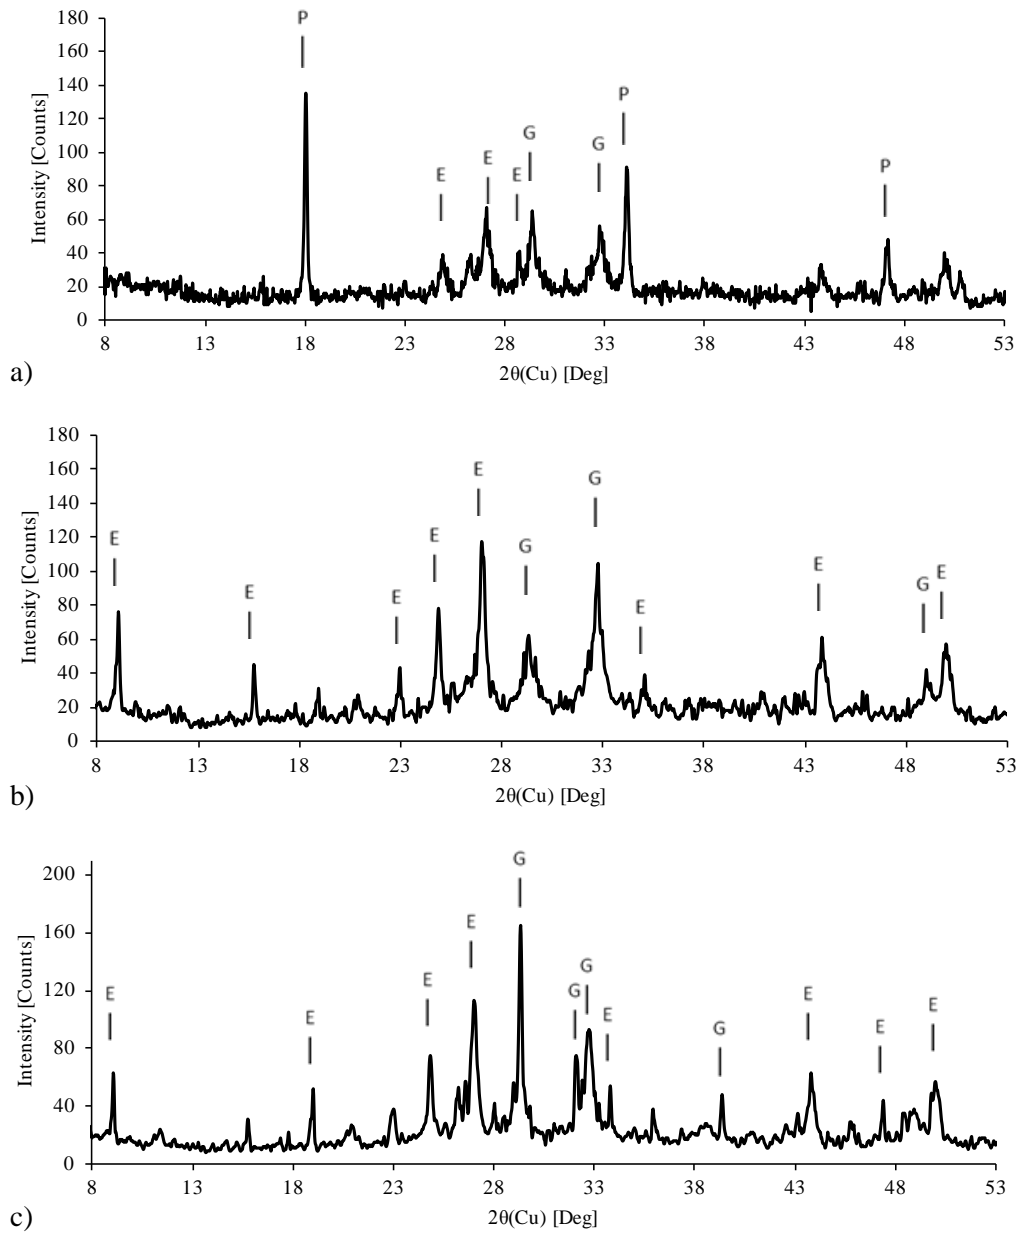 180
160
140
120
100
80
60
40
20
0
Intensity [Counts]
P
E
E
E
G
G
P
P
8 13 18 23 28 33 38 43 48 53
2θ(Cu) [Deg]
a)
180
160
140
120
100
80
60
40
20
0
Intensity [Counts]
E
E
E
E
E
G
G
E
E
G
E
8 13 18 23 28 33 38 43 48 53
2θ(Cu) [Deg]
b)
200
160
120
80
40
0
Intensity [Counts]
E
E
E
E
G
G
G
E
G
E
E
E
8 13 18 23 28 33 38 43 48 53
2θ(Cu) [Deg]
c)